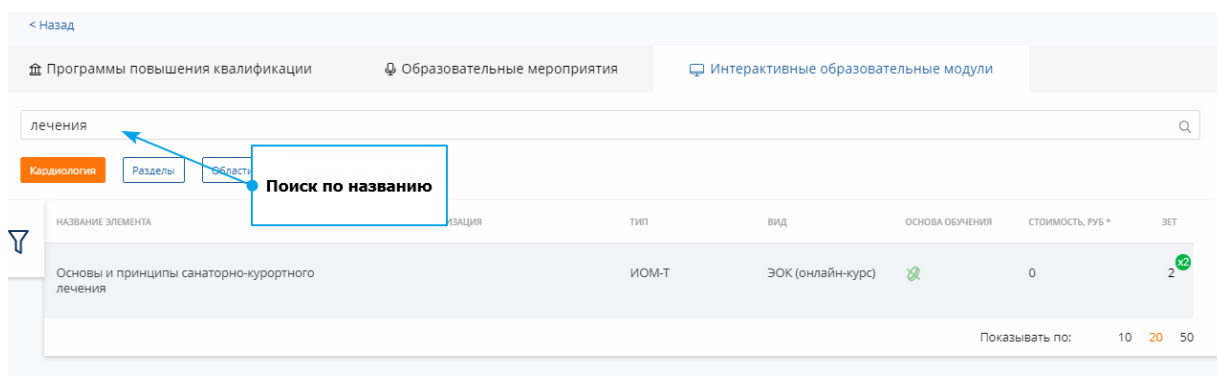 < Назад
Программы повышения квалификации Образовательные мероприятия Интерактивные образовательные модули
лечения
Кардиология Разделы Области
Поиск по названию
НАЗВАНИЕ ЭЛЕМЕНТА ТИП ВИД ОСНОВА ОБУЧЕНИЯ СТОИМОСТЬ, РУБ * ЗЕТ
Основы и принципы санаторно-курортного
лечения
ИОМ-Т ЭОК (онлайн-курс) 0 2 x2
Показывать по: 10 20 50